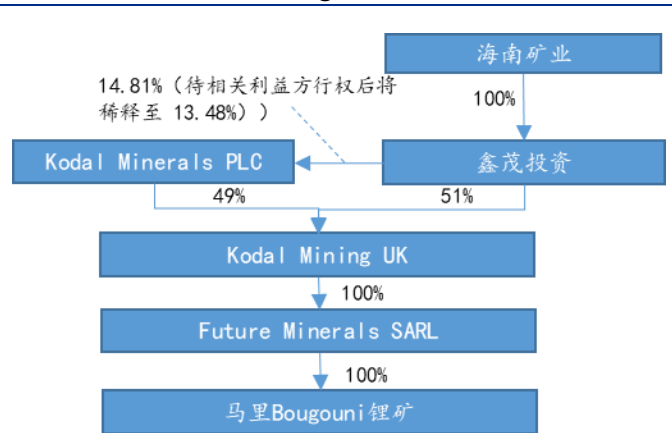 海南矿业
14.81%（待相关利益方行权后将
稀释至 13.48%））
100%
Kodal Minerals PLC
鑫茂投资
49%
51%
Kodal Mining UK
100%
Future Minerals SARL
100%
马里Bougouni锂矿